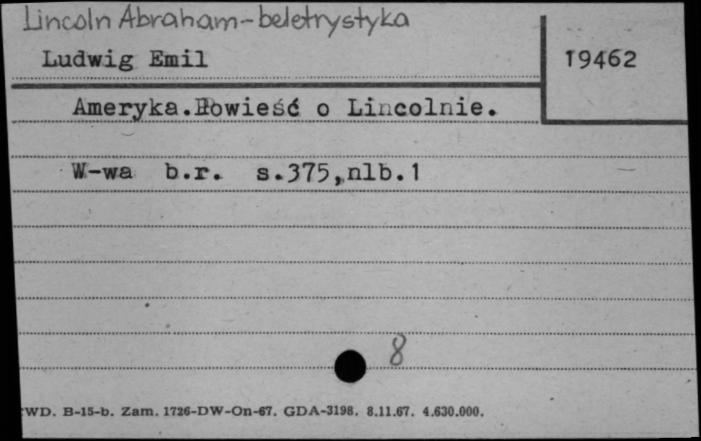 Lincoln Abraham-beletrystyka
Ludwig Emil
19462
Ameryka.Powieść o Lincolnie.
W-wa b.r. s.375,nlb.1
8
WD. B-15-b. Zam. 1726-DW-On-67. GDA-3198. 8.11.67. 4.630.000.